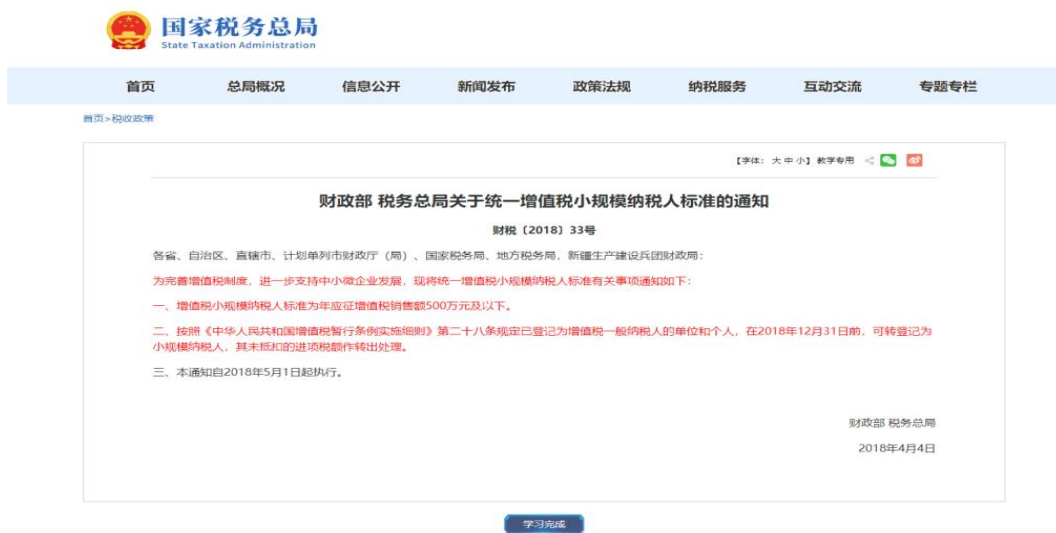 国家税务总局
State Taxation Administration
首页 总局概况 信息公开 新闻发布 政策法规 纳税服务 互动交流 专题专栏
首页>税收政策
【字体：大 中 小】教学专用
财政部 税务总局关于统一增值税小规模纳税人标准的通知
财税〔2018〕33号
各省、自治区、直辖市、计划单列市财政厅（局）、国家税务局、地方税务局，新疆生产建设兵团财政局：
为完善增值税制度，进一步支持中小微企业发展，现将统一增值税小规模纳税人标准有关事项通知如下：
一、增值税小规模纳税人标准为年应征增值税销售额500万元及以下。
二、按照《中华人民共和国增值税暂行条例实施细则》第二十八条规定已登记为增值税一般纳税人的单位和个人，在2018年12月31日前，可转登记为
小规模纳税人，其未抵扣的进项税额作转出处理。
三、本通知自2018年5月1日起执行。
财政部 税务总局
2018年4月4日
学习完成